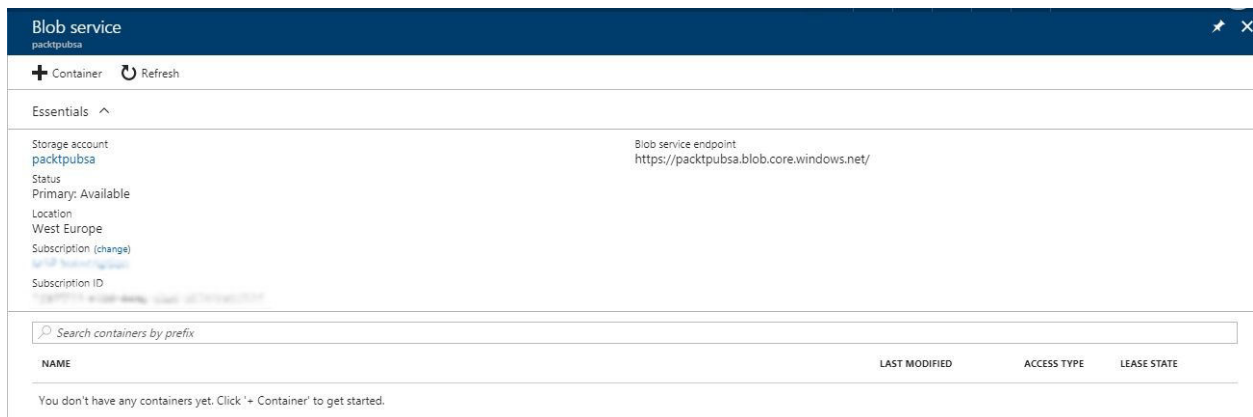 Blob service
packtpubsa
Container Refresh
Essentials
Storage account
packtpubsa
Status
Primary: Available
Location
West Europe
Subscription (change)
Subscription ID
Blob service endpoint
https://packtpubsa.blob.core.windows.net/
Search containers by prefix
NAME LAST MODIFIED ACCESS TYPE LEASE STATE
You don't have any containers yet. Click '+ Container' to get started.